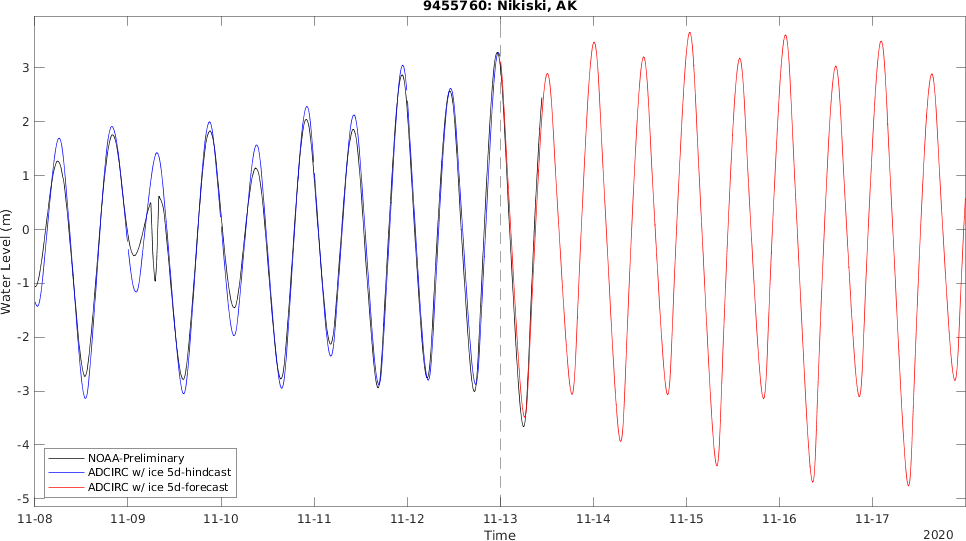 9455760: Nikiski, AK
3
2
1
0
-1
-2
-3
-4
-5
Water Level (m)
NOAA-Preliminary
ADCIRC w/ ice 5d-hindcast
ADCIRC w/ ice 5d-forecast
11-08 11-09 11-10 11-11 11-12 11-13 11-14 11-15 11-16 11-17
Time
2020